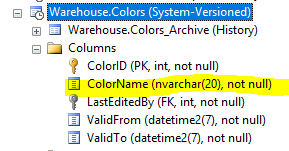 Warehouse.Colors (System-Versioned)
Warehouse.Colors_Archive (History)
Columns
ColorID (PK, int, not null)
ColorName (nvarchar(20), not null)
LastEditedBy (FK, int, not null)
ValidFrom (datetime2(7), not null)
ValidTo (datetime2(7), not null)